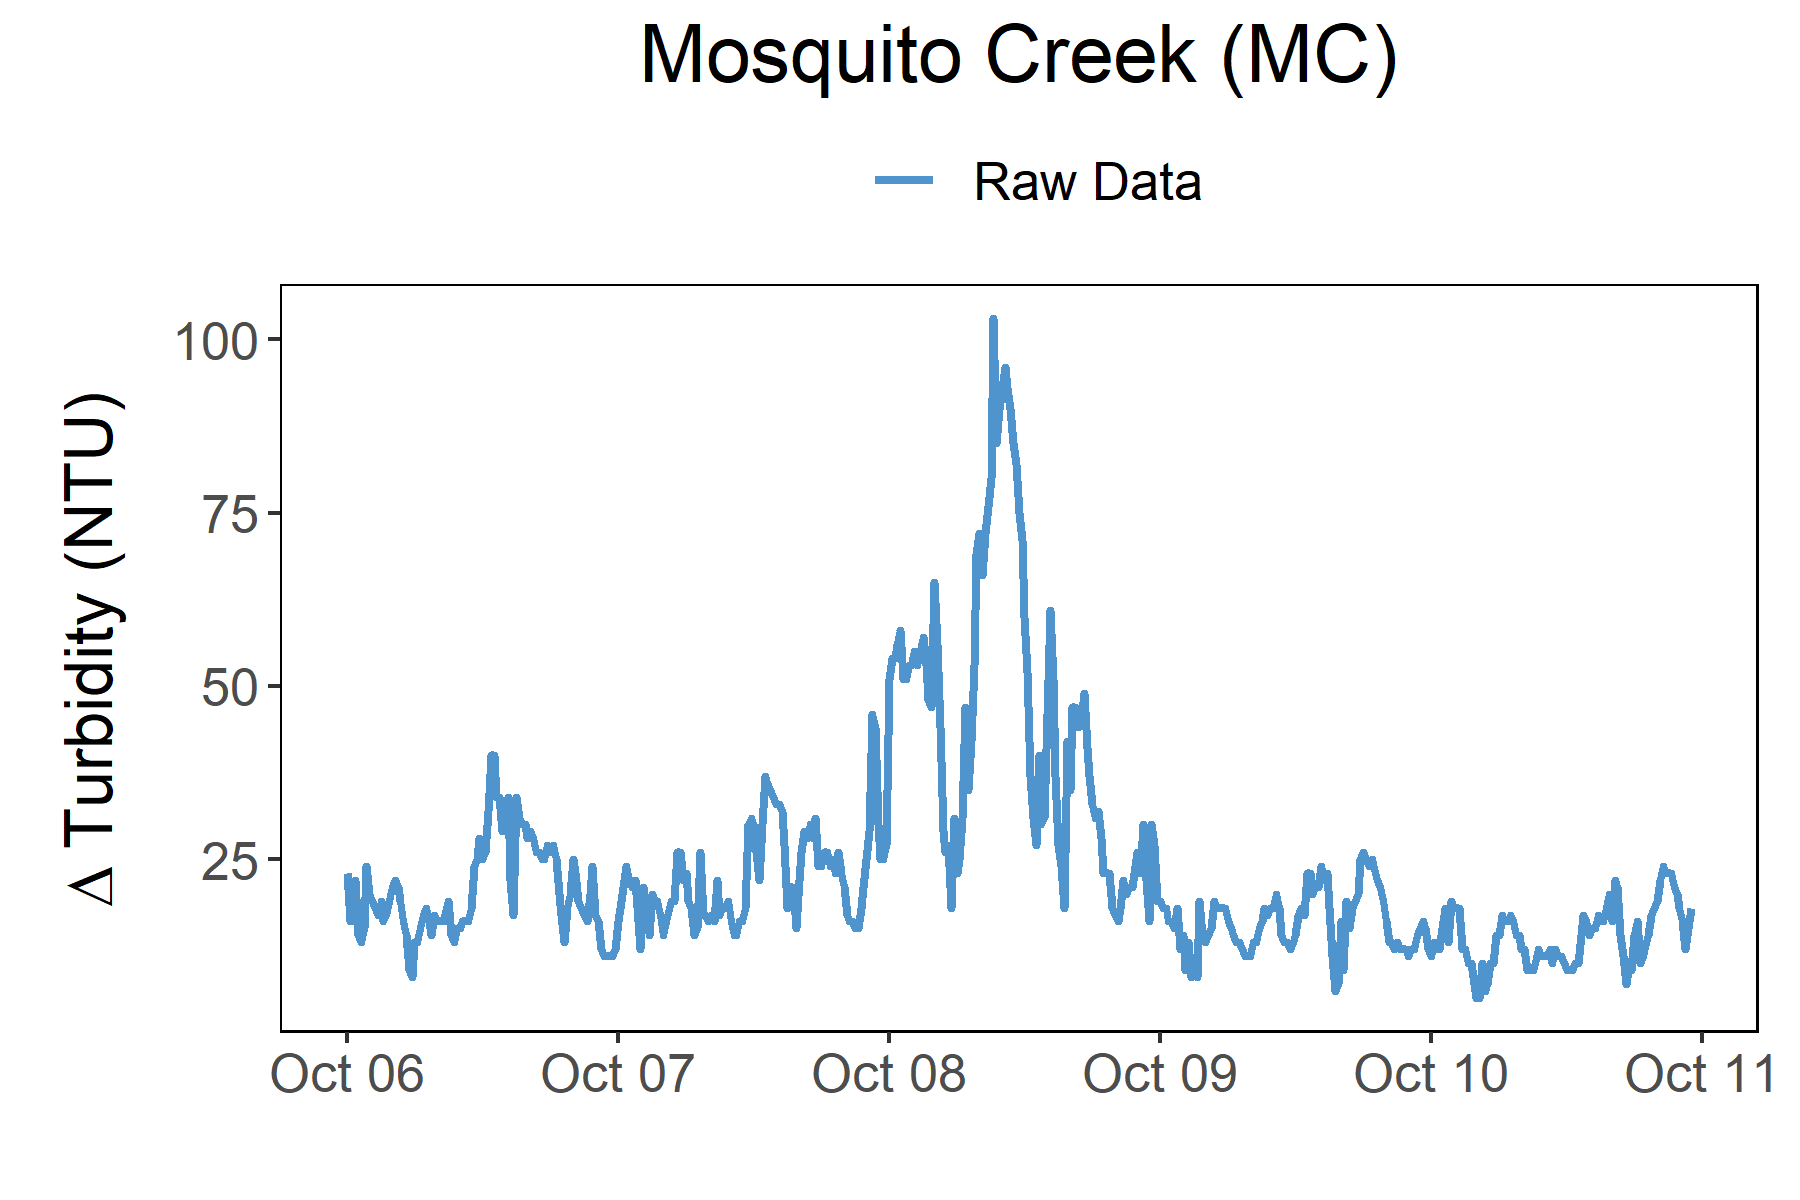 Mosquito Creek (MC)
Raw Data
Δ Turbidity (NTU)
100
75
50
25
Oct 06 Oct 07 Oct 08 Oct 09 Oct 10 Oct 11